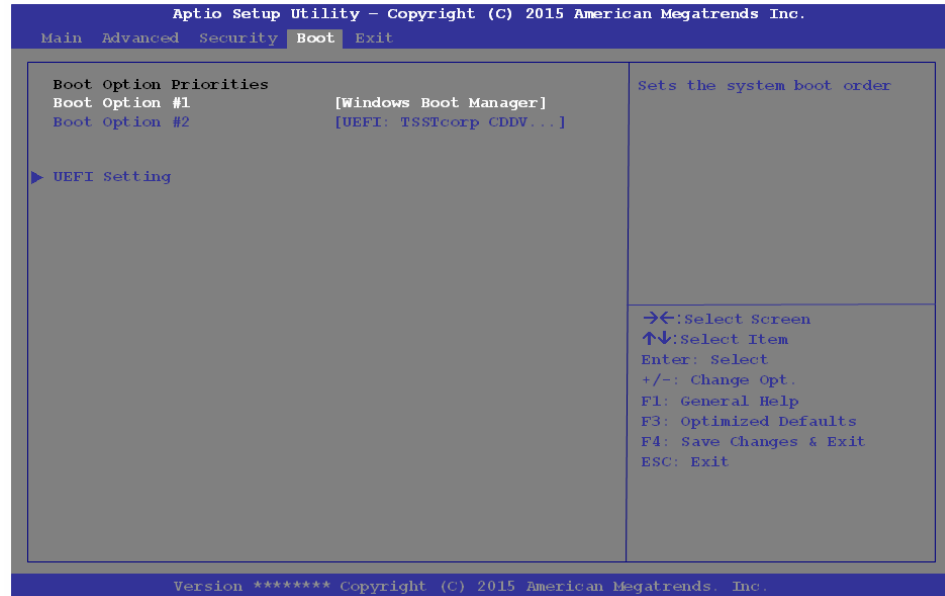 Aptio Setup Utility – Copyright (C) 2015 American Megatrends Inc.
Main Advanced Security Boot Exit
Boot Option Priorities
Boot Option #1 [Windows Boot Manager]
Boot Option #2 [UEFI: TSSTcorp CDDV...]
▶ UEFI Setting
Sets the system boot order
→←:Select Screen
↑↓:Select Item
Enter: Select
+/-: Change Opt.
F1: General Help
F3: Optimized Defaults
F4: Save Changes & Exit
ESC: Exit
Version ******** Copyright (C) 2015 American Megatrends. Inc.